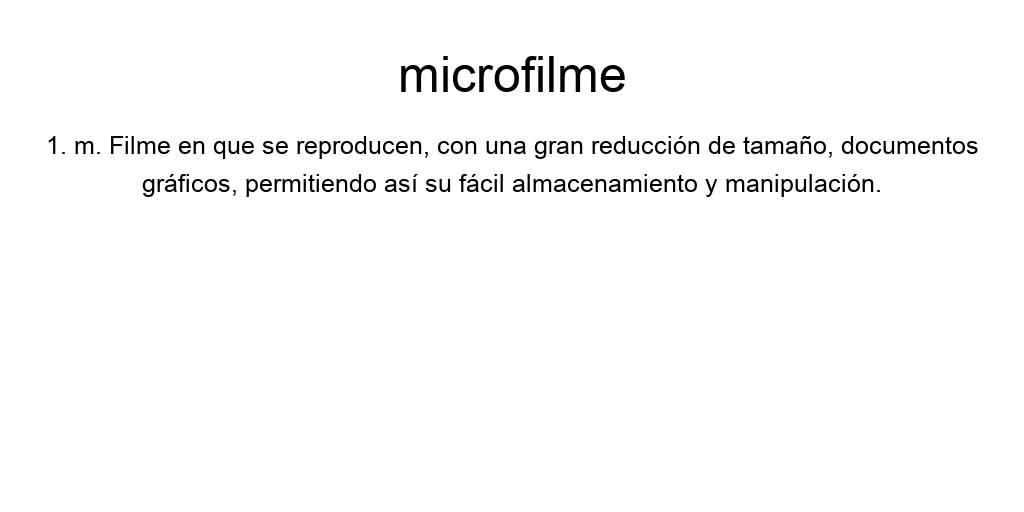 microfilme
1. m. Filme en que se reproducen, con una gran reducción de tamaño, documentos
gráficos, permitiendo así su fácil almacenamiento y manipulación.